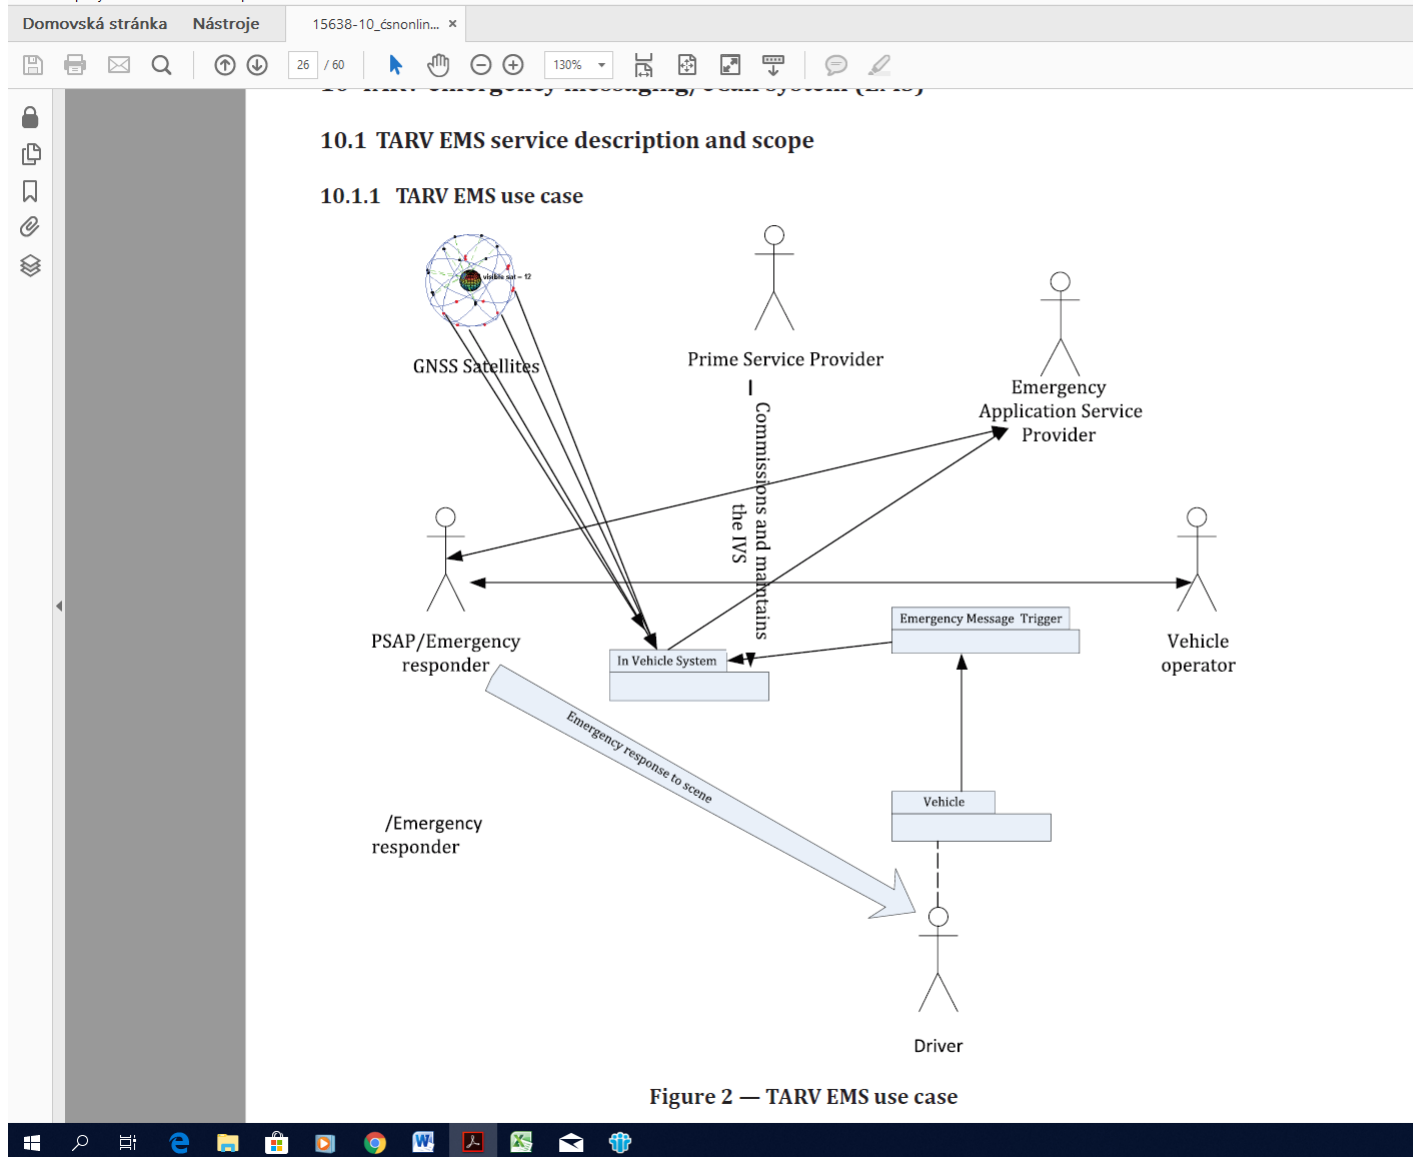 Domovská stránka
Nástroje
15638-10_čsnonlin... ×
26 / 60
130%
10.1 TARV EMS service description and scope
10.1.1 TARV EMS use case
visible sat = 12
GNSS Satellites
Prime Service Provider
Emergency
Application Service
Provider
Commissions and maintains
the IVS
PSAP/Emergency
responder
In Vehicle System
Emergency Message Trigger
Vehicle
operator
Emergency response to scene
Vehicle
/Emergency
responder
Driver
Figure 2 — TARV EMS use case